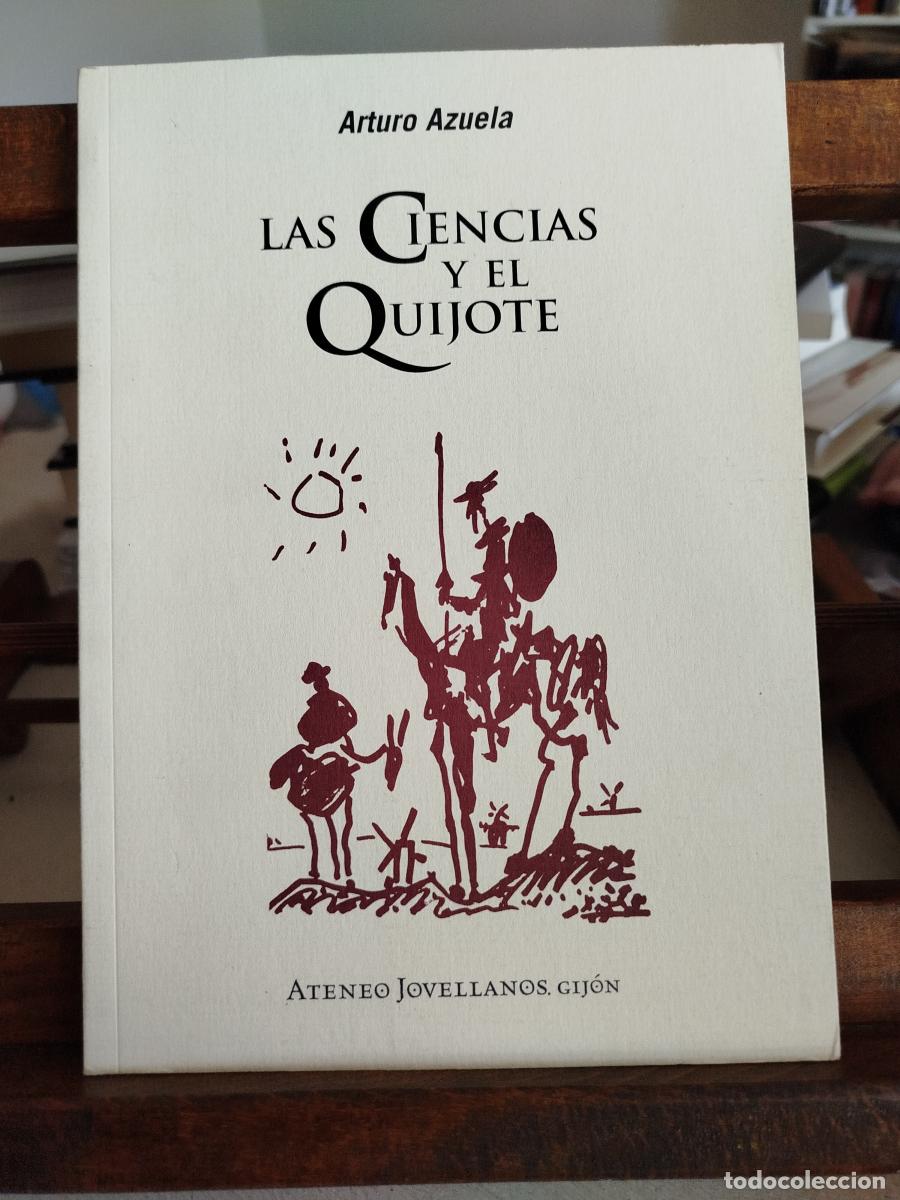 Arturo Azuela
LAS CIENCIAS
Y EL
QUIJOTE
ATENEO JOVELLANOS. GIJÓN
todocoleccion